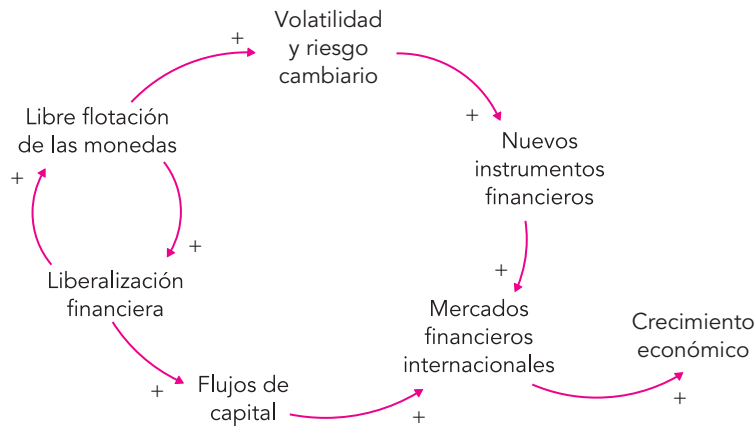 +
Volatilidad
y riesgo
cambiario
Libre flotación
de las monedas
+
Nuevos
instrumentos
financieros
+
+
Liberalización
financiera
+
Mercados
financieros
internacionales
Crecimiento
económico
+
Flujos de
capital
+
+